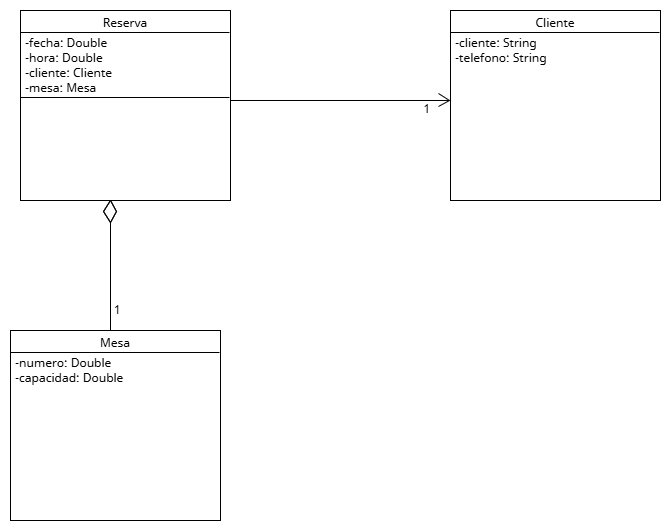 Reserva
-fecha: Double
-hora: Double
-cliente: Cliente
-mesa: Mesa
Cliente
-cliente: String
-telefono: String
1
1
Mesa
-numero: Double
-capacidad: Double